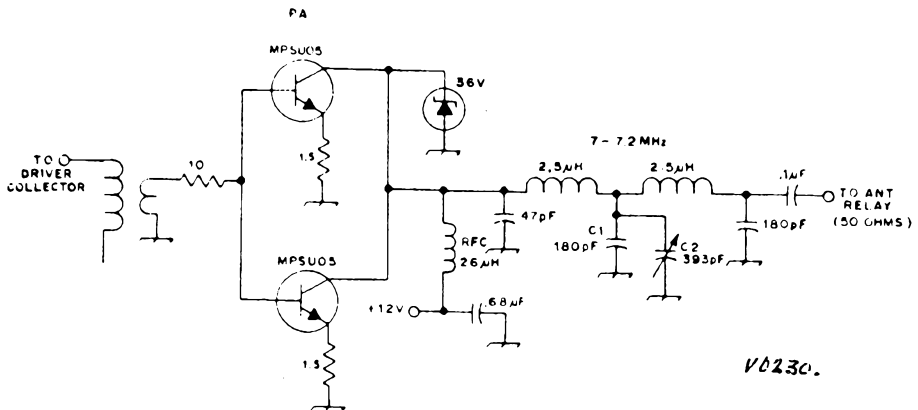 PA
MPSU05
36V
TO
DRIVER
COLLECTOR
10
1.5
7-7.2MHz
2.5µH
2.5µH
.1µF
TO ANT
RELAY
(50 OHMS)
47pF
C1
180pF
C2
393pF
180pF
RFC
26µH
MPSU05
+12V
.68µF
1.5
V0230.